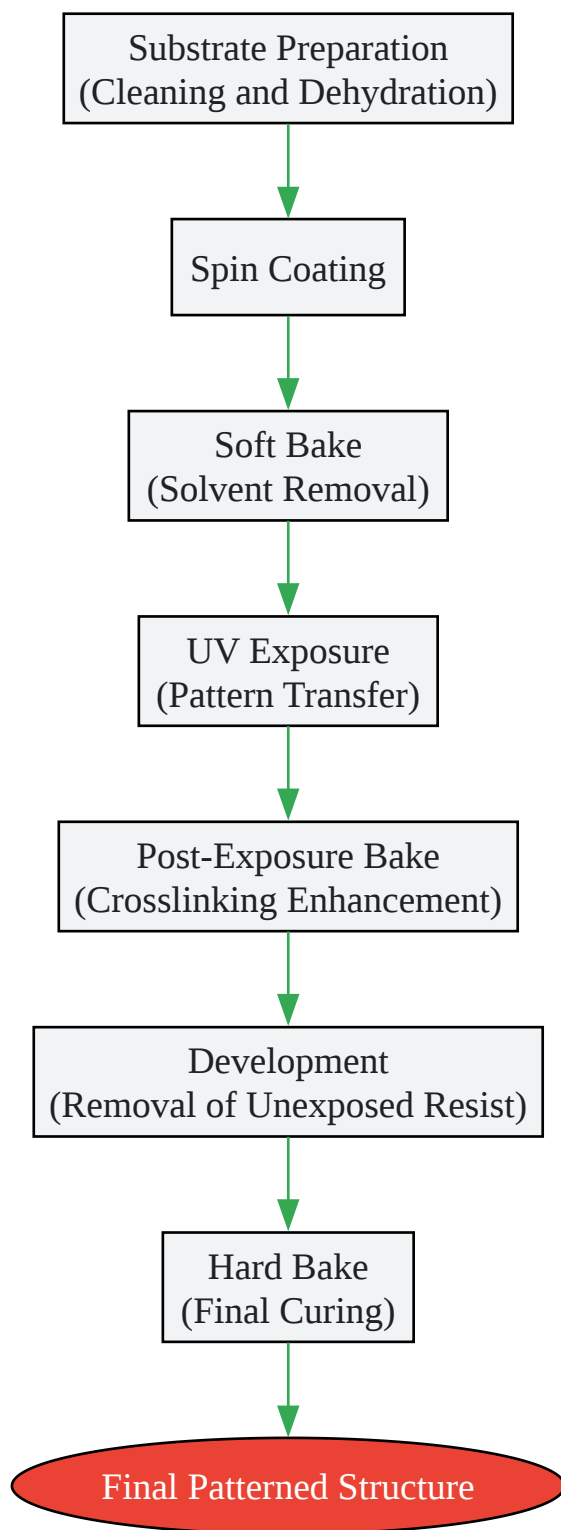 Substrate Preparation
(Cleaning and Dehydration)
Spin Coating
Soft Bake
(Solvent Removal)
UV Exposure
(Pattern Transfer)
Post-Exposure Bake
(Crosslinking Enhancement)
Development
(Removal of Unexposed Resist)
Hard Bake
(Final Curing)
Final Patterned Structure